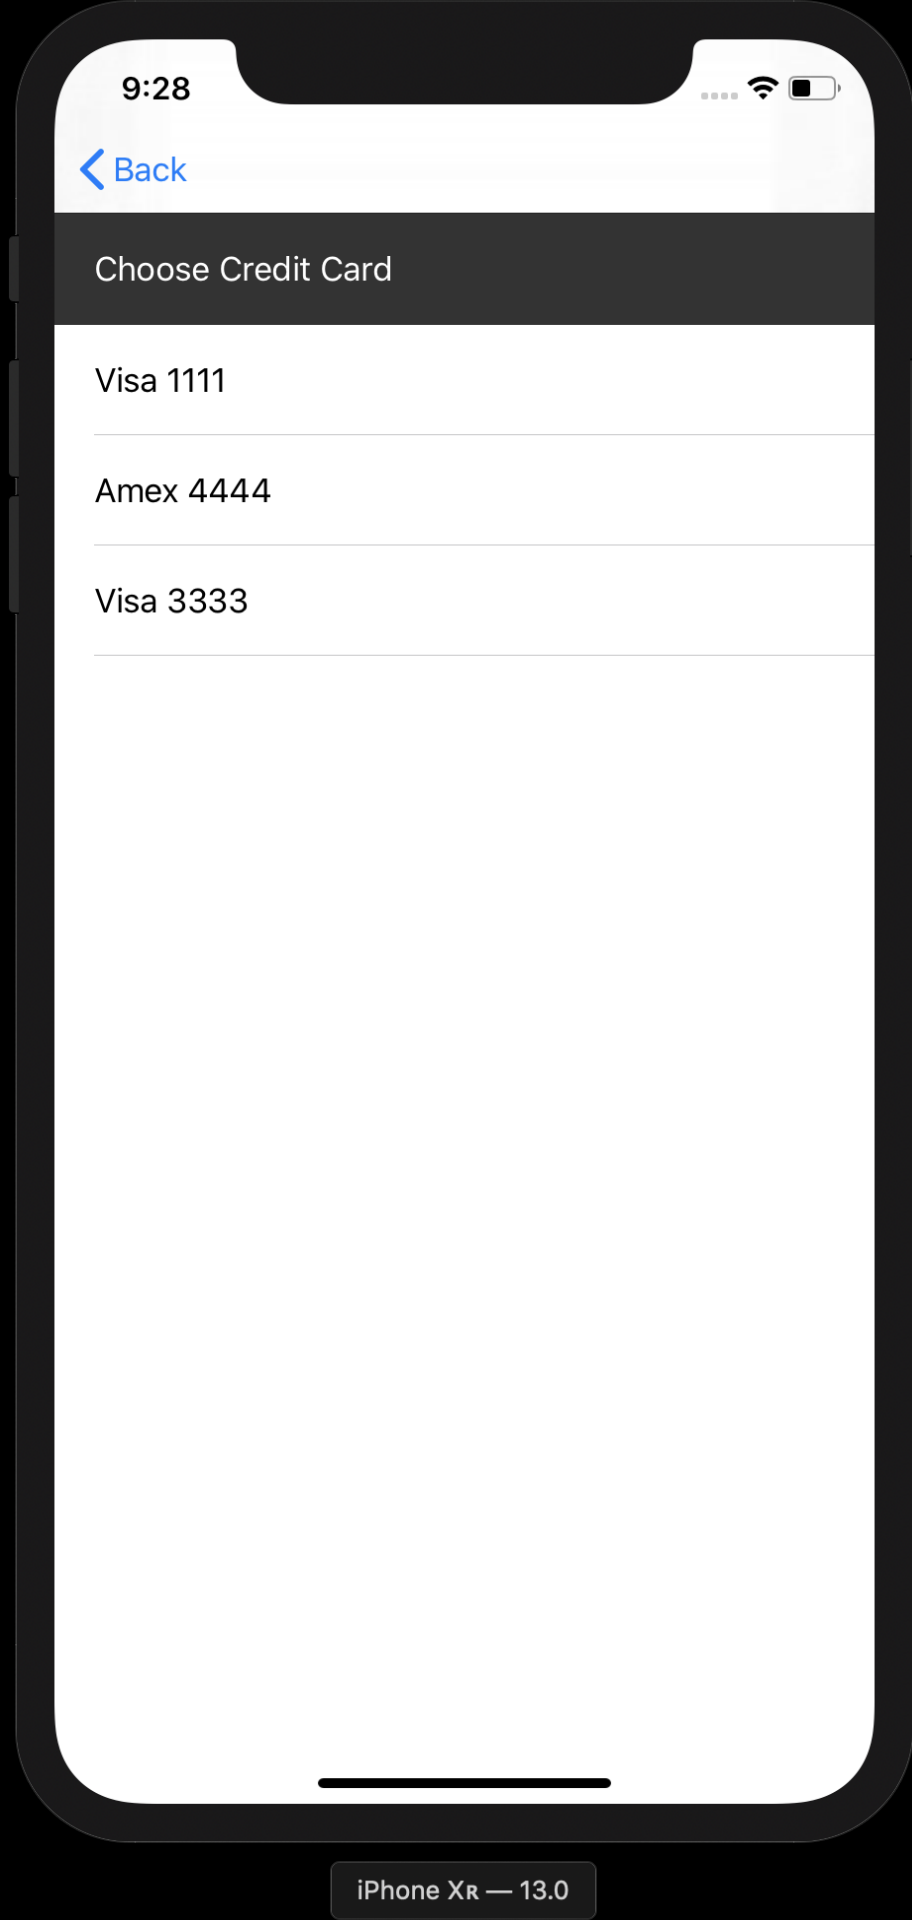 9:28
Back
Choose Credit Card
Visa 1111
Amex 4444
Visa 3333
iPhone Xʀ — 13.0